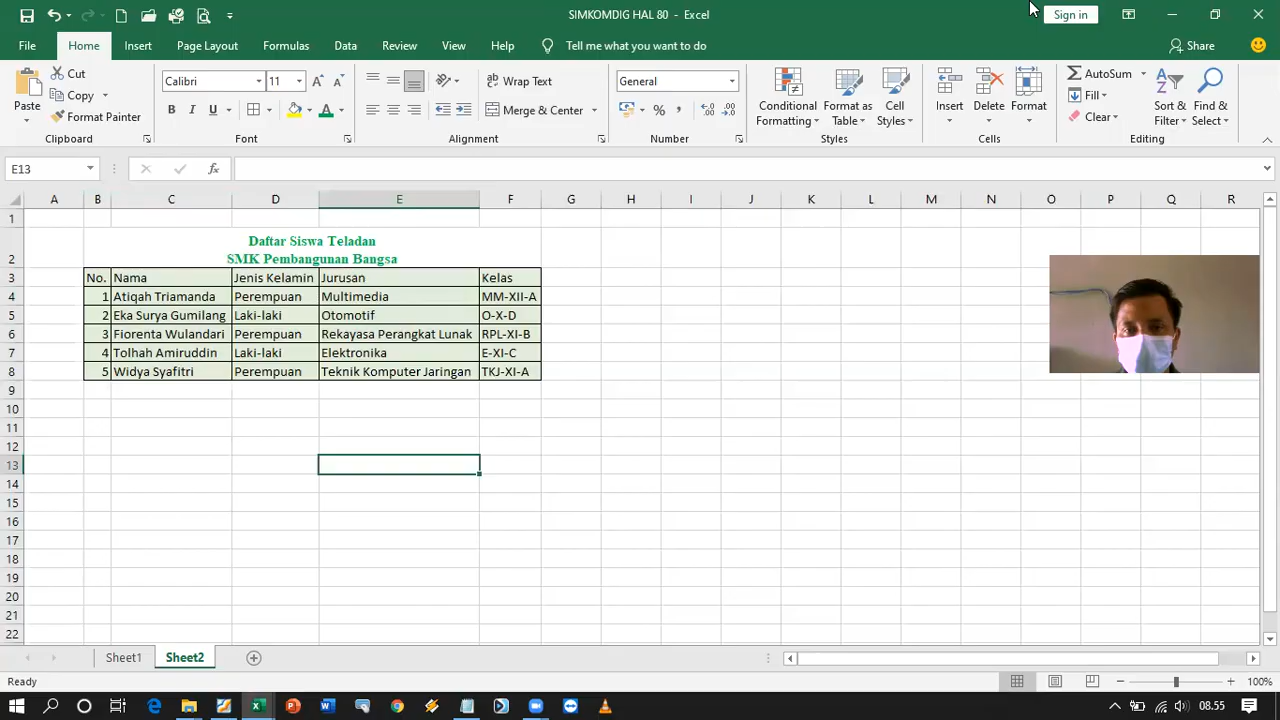 SIMKOMDIG HAL 80 - Excel
Sign in
File Home Insert Page Layout Formulas Data Review View Help Tell me what you want to do Share
Paste
Cut
Copy
Format Painter
Clipboard
Calibri 11
B I U
Font
Wrap Text
Merge & Center
Alignment
General
Number
Conditional Formatting
Format as Table
Cell Styles
Styles
Insert Delete Format
Cells
AutoSum
Fill
Clear
Sort & Filter
Find & Select
Editing
E13 fx
A B C D E F G H I J K L M N O P Q R
1
2
Daftar Siswa Teladan
SMK Pembangunan Bangsa
3 No. Nama Jenis Kelamin Jurusan Kelas
4 1 Atiqah Triamanda Perempuan Multimedia MM-XII-A
5 2 Eka Surya Gumilang Laki-laki Otomotif O-X-D
6 3 Fiorenta Wulandari Perempuan Rekayasa Perangkat Lunak RPL-XI-B
7 4 Tolhah Amiruddin Laki-laki Elektronika E-XI-C
8 5 Widya Syafitri Perempuan Teknik Komputer Jaringan TKJ-XI-A
9
10
11
12
13
14
15
16
17
18
19
20
21
22
Sheet1 Sheet2
Ready 100%
08.55